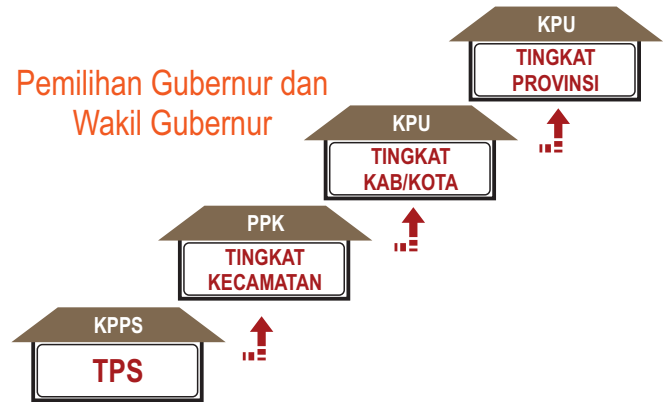 KPU
TINGKAT
PROVINSI
Pemilihan Gubernur dan
Wakil Gubernur
KPU
TINGKAT
KAB/KOTA
PPK
TINGKAT
KECAMATAN
KPPS
TPS